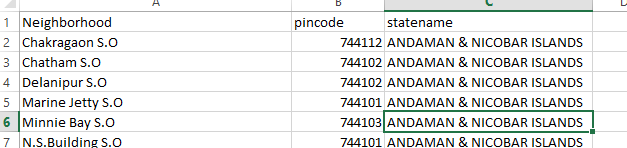 A B C
1 Neighborhood pincode statename
2 Chakragaon S.O 744112 ANDAMAN & NICOBAR ISLANDS
3 Chatham S.O 744102 ANDAMAN & NICOBAR ISLANDS
4 Delanipur S.O 744102 ANDAMAN & NICOBAR ISLANDS
5 Marine Jetty S.O 744101 ANDAMAN & NICOBAR ISLANDS
6 Minnie Bay S.O 744103 ANDAMAN & NICOBAR ISLANDS
7 N.S.Building S.O 744101 ANDAMAN & NICOBAR ISLANDS